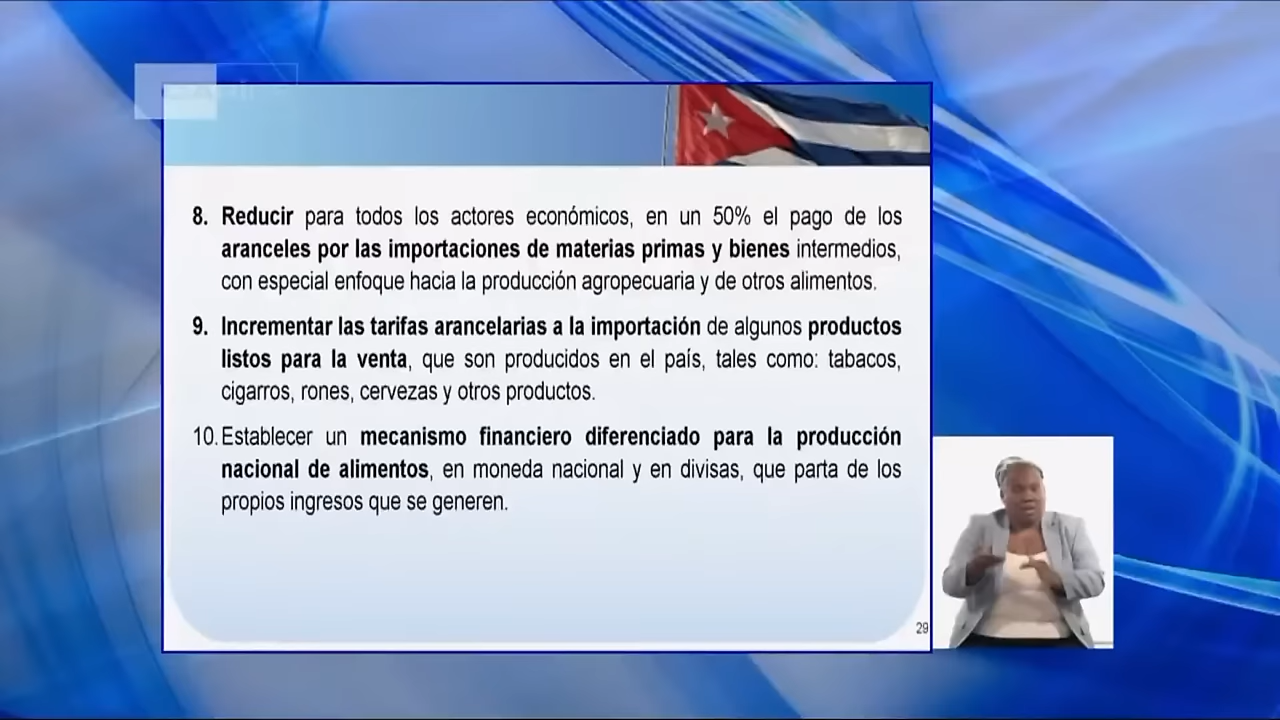 8. Reducir para todos los actores económicos, en un 50% el pago de los
aranceles por las importaciones de materias primas y bienes intermedios,
con especial enfoque hacia la producción agropecuaria y de otros alimentos.
9. Incrementar las tarifas arancelarias a la importación de algunos productos
listos para la venta, que son producidos en el país, tales como: tabacos,
cigarros, rones, cervezas y otros productos.
10. Establecer un mecanismo financiero diferenciado para la producción
nacional de alimentos, en moneda nacional y en divisas, que parta de los
propios ingresos que se generen.
29